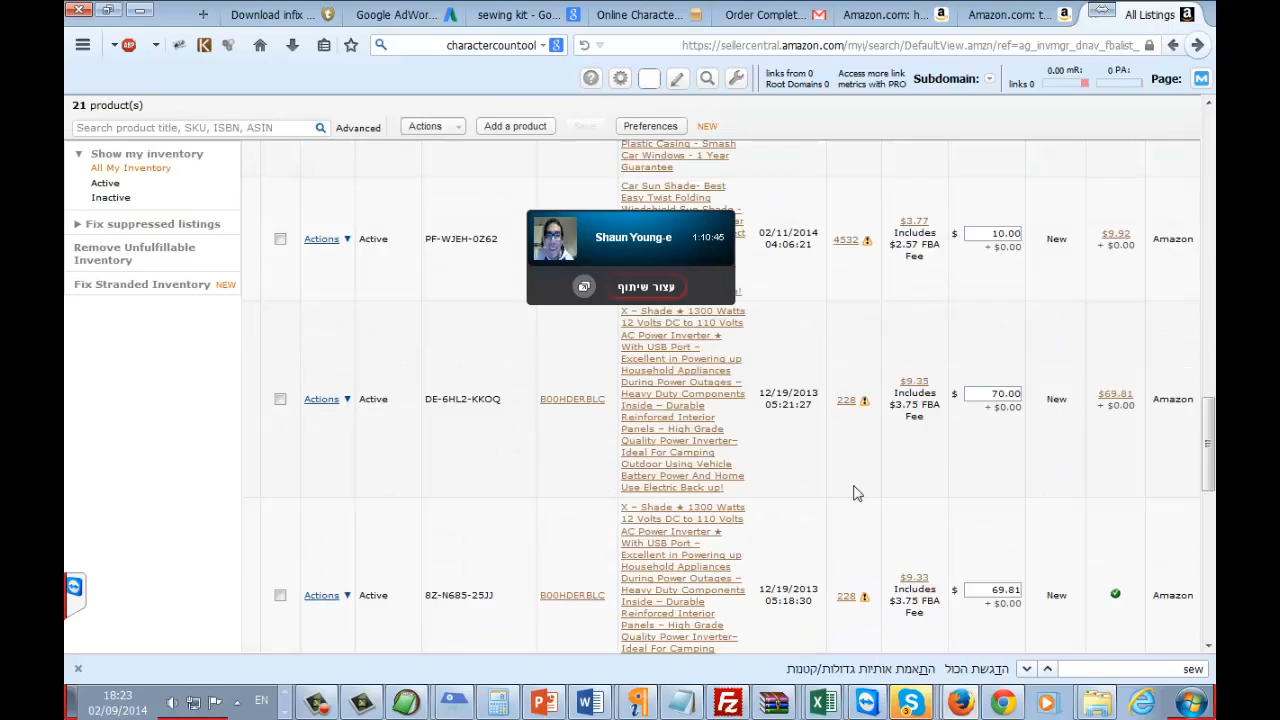 Download infix ...
Google AdWor...
sewing kit - Go...
Online Characte...
Order Complet...
Amazon.com: h...
Amazon.com: t...
All Listings
ABP
charactercountool
https://sellercentral.amazon.com/myi/search/DefaultView.amzn/ref=ag_invmgr_dnav_fbalist_
links from 0
Root Domains 0
Access more link
metrics with PRO
Subdomain:
links 0
0.00 mR:
0 PA:
Page:
21 product(s)
Search product title, SKU, ISBN, ASIN
Advanced
Actions
Add a product
Save
Preferences
NEW
Show my inventory
All My Inventory
Active
Inactive
Fix suppressed listings
Remove Unfulfillable
Inventory
Fix Stranded Inventory NEW
Plastic Casing - Smash
Car Windows - 1 Year
Guarantee
Actions
Active
PF-WJEH-0Z62
Car Sun Shade- Best
Easy Twist Folding
Windshield Sun Shade -
02/11/2014
04:06:21
4532
$3.77
Includes
$2.57 FBA
Fee
$ 10.00
+ $0.00
New
$9.92
+ $0.00
Amazon
Shaun Young-e 1:10:45
עצור שיתוף
Actions
Active
DE-6HL2-KKOQ
B00HDERBLC
X – Shade ★ 1300 Watts
12 Volts DC to 110 Volts
AC Power Inverter ★
With USB Port –
Excellent in Powering up
Household Appliances
During Power Outages –
Heavy Duty Components
Inside – Durable
Reinforced Interior
Panels – High Grade
Quality Power Inverter–
Ideal For Camping
Outdoor Using Vehicle
Battery Power And Home
Use Electric Back up!
12/19/2013
05:21:27
228
$9.35
Includes
$3.75 FBA
Fee
$ 70.00
+ $0.00
New
$69.81
+ $0.00
Amazon
Actions
Active
8Z-N685-25JJ
B00HDERBLC
X – Shade ★ 1300 Watts
12 Volts DC to 110 Volts
AC Power Inverter ★
With USB Port –
Excellent in Powering up
Household Appliances
During Power Outages –
Heavy Duty Components
Inside – Durable
Reinforced Interior
Panels – High Grade
Quality Power Inverter–
Ideal For Camping
12/19/2013
05:18:30
228
$9.33
Includes
$3.75 FBA
Fee
$ 69.81
+ $0.00
New
Amazon
הדגשת הכול
התאמת אותיות גדולות/קטנות
sew
18:23
02/09/2014
EN